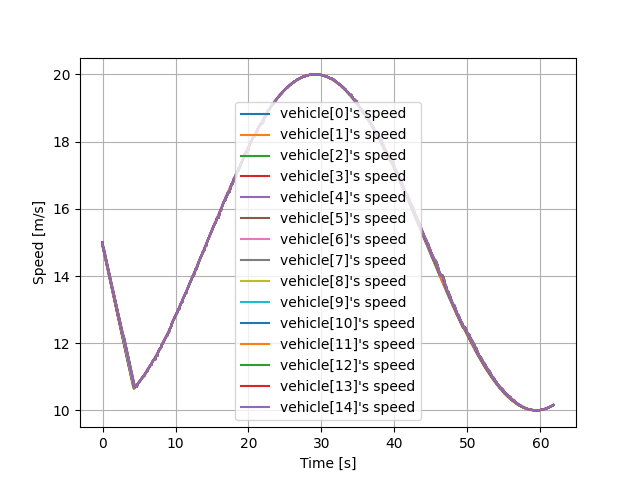 20
18
16
14
12
10
Speed [m/s]
vehicle[0]'s speed
vehicle[1]'s speed
vehicle[2]'s speed
vehicle[3]'s speed
vehicle[4]'s speed
vehicle[5]'s speed
vehicle[6]'s speed
vehicle[7]'s speed
vehicle[8]'s speed
vehicle[9]'s speed
vehicle[10]'s speed
vehicle[11]'s speed
vehicle[12]'s speed
vehicle[13]'s speed
vehicle[14]'s speed
0 10 20 30 40 50 60
Time [s]